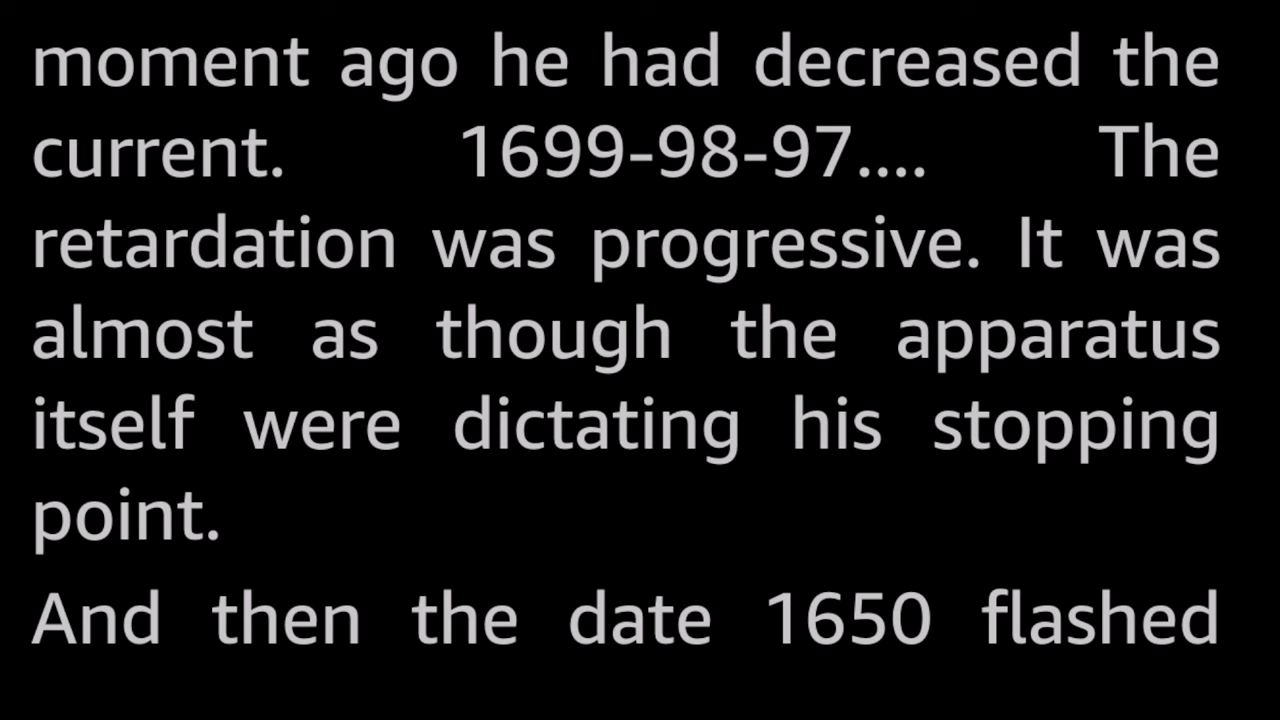 moment ago he had decreased the
current. 1699-98-97.... The
retardation was progressive. It was
almost as though the apparatus
itself were dictating his stopping
point.
And then the date 1650 flashed